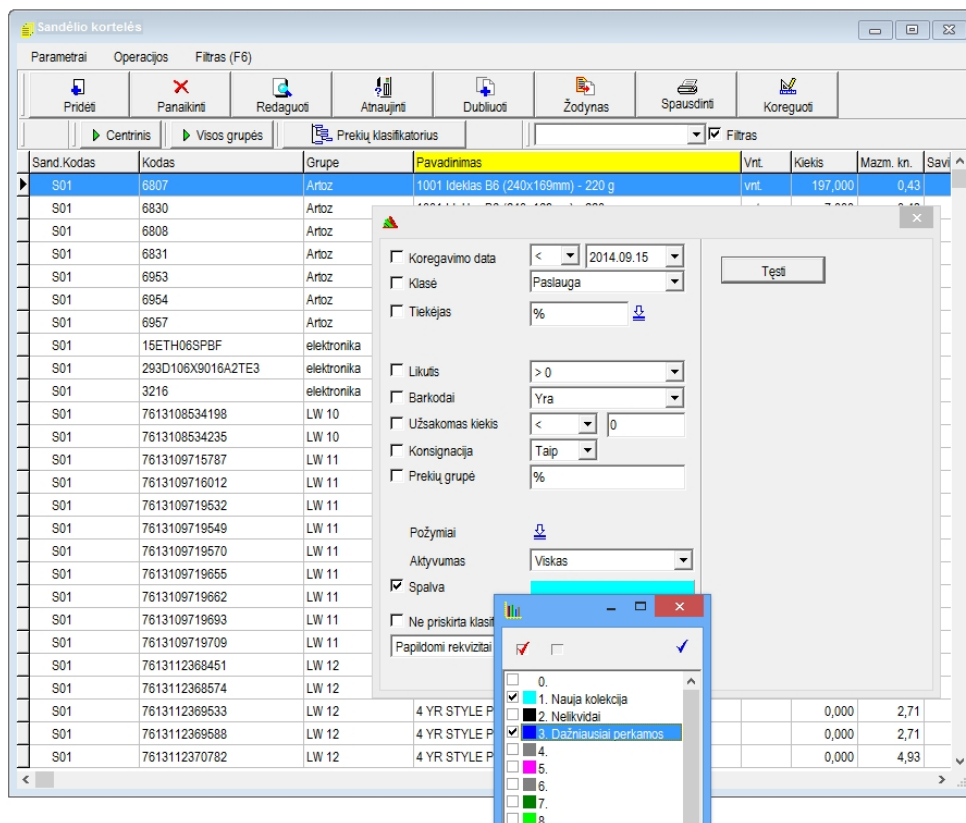 Sandėlio kortelės
Parametrai Operacijos Filtras (F6)
Pridėti Panaikinti Redaguoti Atnaujinti Dubliuoti Žodynas Spausdinti Koreguoti
Centrinis Visos grupės Prekių klasifikatorius Filtras
Sand.Kodas Kodas Grupe Pavadinimas Vnt. Kiekis Mazm. kn. Savi
S01 6807 Artoz 1001 Ideklas B6 (240x169mm) - 220 g vnt. 197,000 0,43
S01 6830 Artoz
S01 6808 Artoz
S01 6831 Artoz
S01 6953 Artoz
S01 6954 Artoz
S01 6957 Artoz
S01 15ETH06SPBF elektronika
S01 293D106X9016A2TE3 elektronika
S01 3216 elektronika
S01 7613108534198 LW 10
S01 7613108534235 LW 10
S01 7613109715787 LW 11
S01 7613109716012 LW 11
S01 7613109719532 LW 11
S01 7613109719549 LW 11
S01 7613109719570 LW 11
S01 7613109719655 LW 11
S01 7613109719662 LW 11
S01 7613109719693 LW 11
S01 7613109719709 LW 11
S01 7613112368451 LW 12
S01 7613112368574 LW 12
S01 7613112369533 LW 12 4 YR STYLE P 0,000 2,71
S01 7613112369588 LW 12 4 YR STYLE P 0,000 2,71
S01 7613112370782 LW 12 4 YR STYLE P 0,000 4,93
Koregavimo data < 2014.09.15
Tęsti
Klasė Paslauga
Tiekėjas %
Likutis > 0
Barkodai Yra
Užsakomas kiekis < 0
Konsignacija Taip
Prekių grupė %
Požymiai
Aktyvumas Viskas
Spalva
Ne priskirta klasif
Papildomi rekvizitai
0.
1. Nauja kolekcija
2. Nelikvidai
3. Dažniausiai perkamos
4.
5.
6.
7.
8.